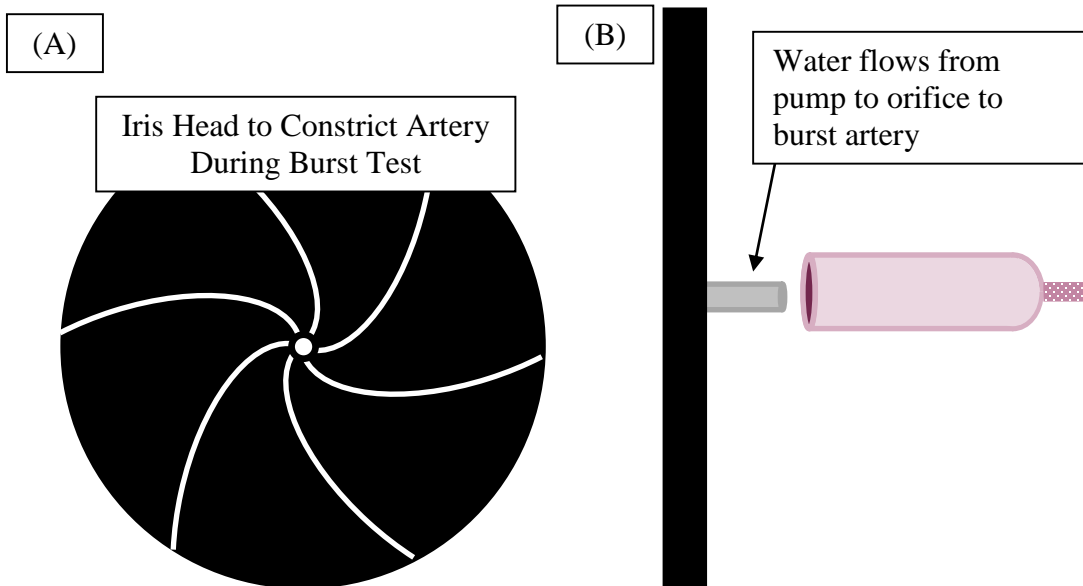 (A)
Iris Head to Constrict Artery
During Burst Test
(B)
Water flows from
pump to orifice to
burst artery